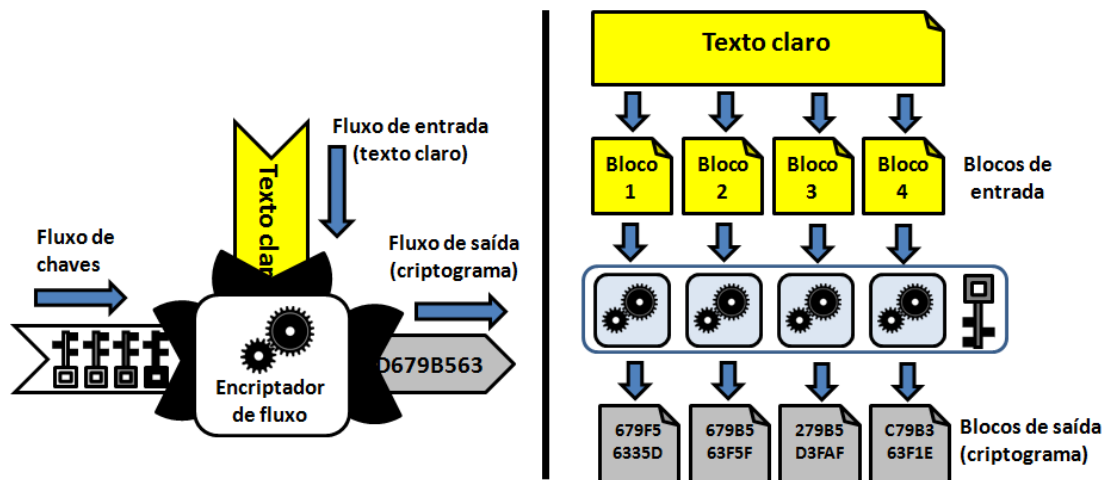 Fluxo de entrada
(texto claro)
Texto clar
Fluxo de
chaves
Fluxo de saída
(criptograma)
D679B563
Encriptador
de fluxo
Texto claro
Bloco
1
Bloco
2
Bloco
3
Bloco
4
Blocos de
entrada
679F5
6335D
679B5
63F5F
279B5
D3FAF
C79B3
63F1E
Blocos de saída
(criptograma)